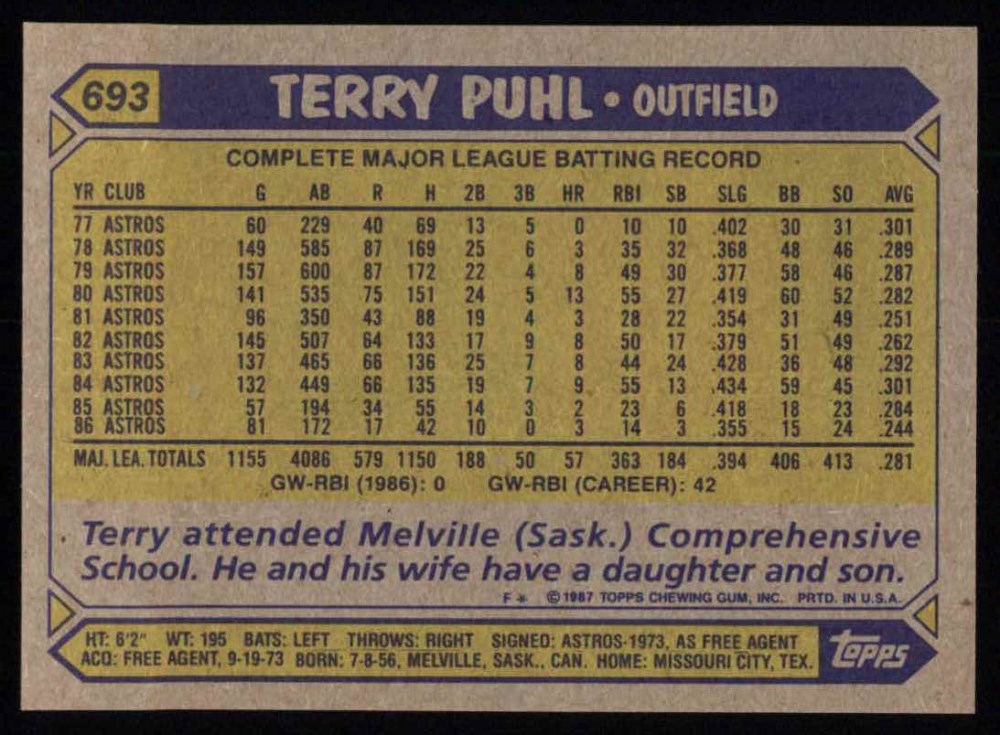 693
TERRY PUHL • OUTFIELD
COMPLETE MAJOR LEAGUE BATTING RECORD
YR CLUB G AB R H 2B 3B HR RBI SB SLG BB SO AVG
77 ASTROS 60 229 40 69 13 5 0 10 10 .402 30 31 .301
78 ASTROS 149 585 87 169 25 6 3 35 32 .368 48 46 .289
79 ASTROS 157 600 87 172 22 4 8 49 30 .377 58 46 .287
80 ASTROS 141 535 75 151 24 5 13 55 27 .419 60 52 .282
81 ASTROS 96 350 43 88 19 4 3 28 22 .354 31 49 .251
82 ASTROS 145 507 64 133 17 9 8 50 17 .379 51 49 .262
83 ASTROS 137 465 66 136 25 7 8 44 24 .428 36 48 .292
84 ASTROS 132 449 66 135 19 7 9 55 13 .434 59 45 .301
85 ASTROS 57 194 34 55 14 3 2 23 6 .418 18 23 .284
86 ASTROS 81 172 17 42 10 0 3 14 3 .355 15 24 .244
MAJ. LEA. TOTALS 1155 4086 579 1150 188 50 57 363 184 .394 406 413 .281
GW-RBI (1986): 0 GW-RBI (CAREER): 42
Terry attended Melville (Sask.) Comprehensive
School. He and his wife have a daughter and son.
F * © 1987 TOPPS CHEWING GUM, INC. PRTD. IN U.S.A.
HT: 6'2" WT: 195 BATS: LEFT THROWS: RIGHT SIGNED: ASTROS-1973, AS FREE AGENT
ACQ: FREE AGENT, 9-19-73 BORN: 7-8-56, MELVILLE, SASK., CAN. HOME: MISSOURI CITY, TEX.
topps